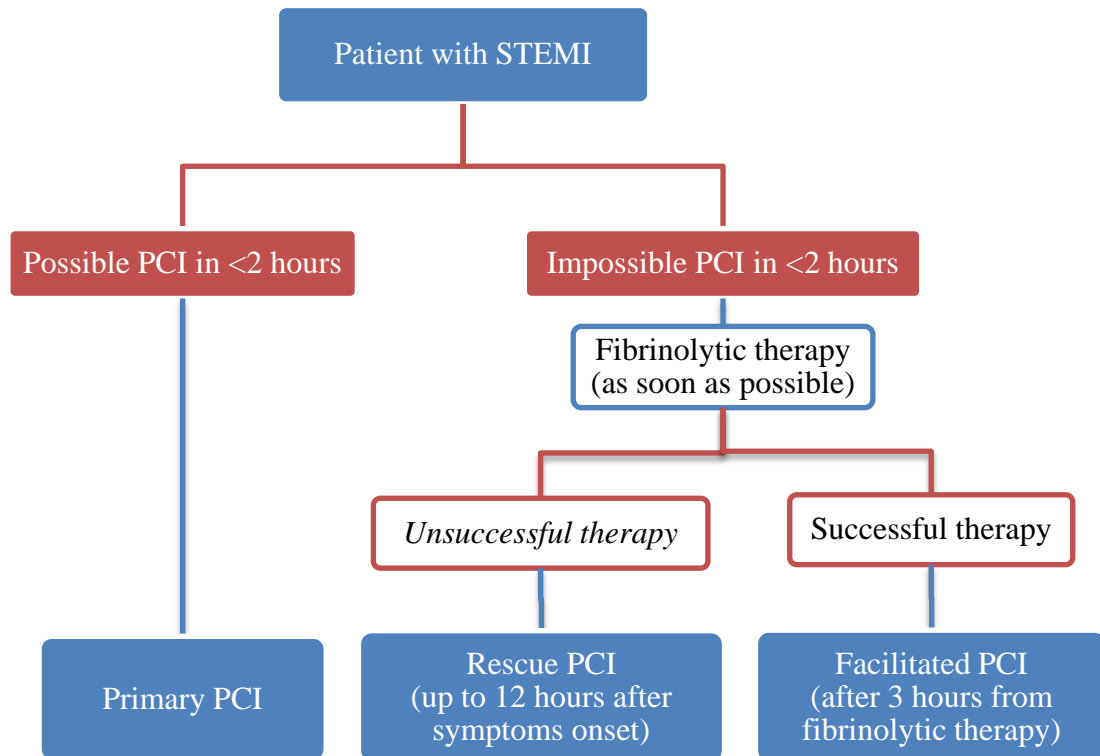 Patient with STEMI
Possible PCI in <2 hours
Impossible PCI in <2 hours
Fibrinolytic therapy
(as soon as possible)
Unsuccessful therapy
Successful therapy
Primary PCI
Rescue PCI
(up to 12 hours after
symptoms onset)
Facilitated PCI
(after 3 hours from
fibrinolytic therapy)